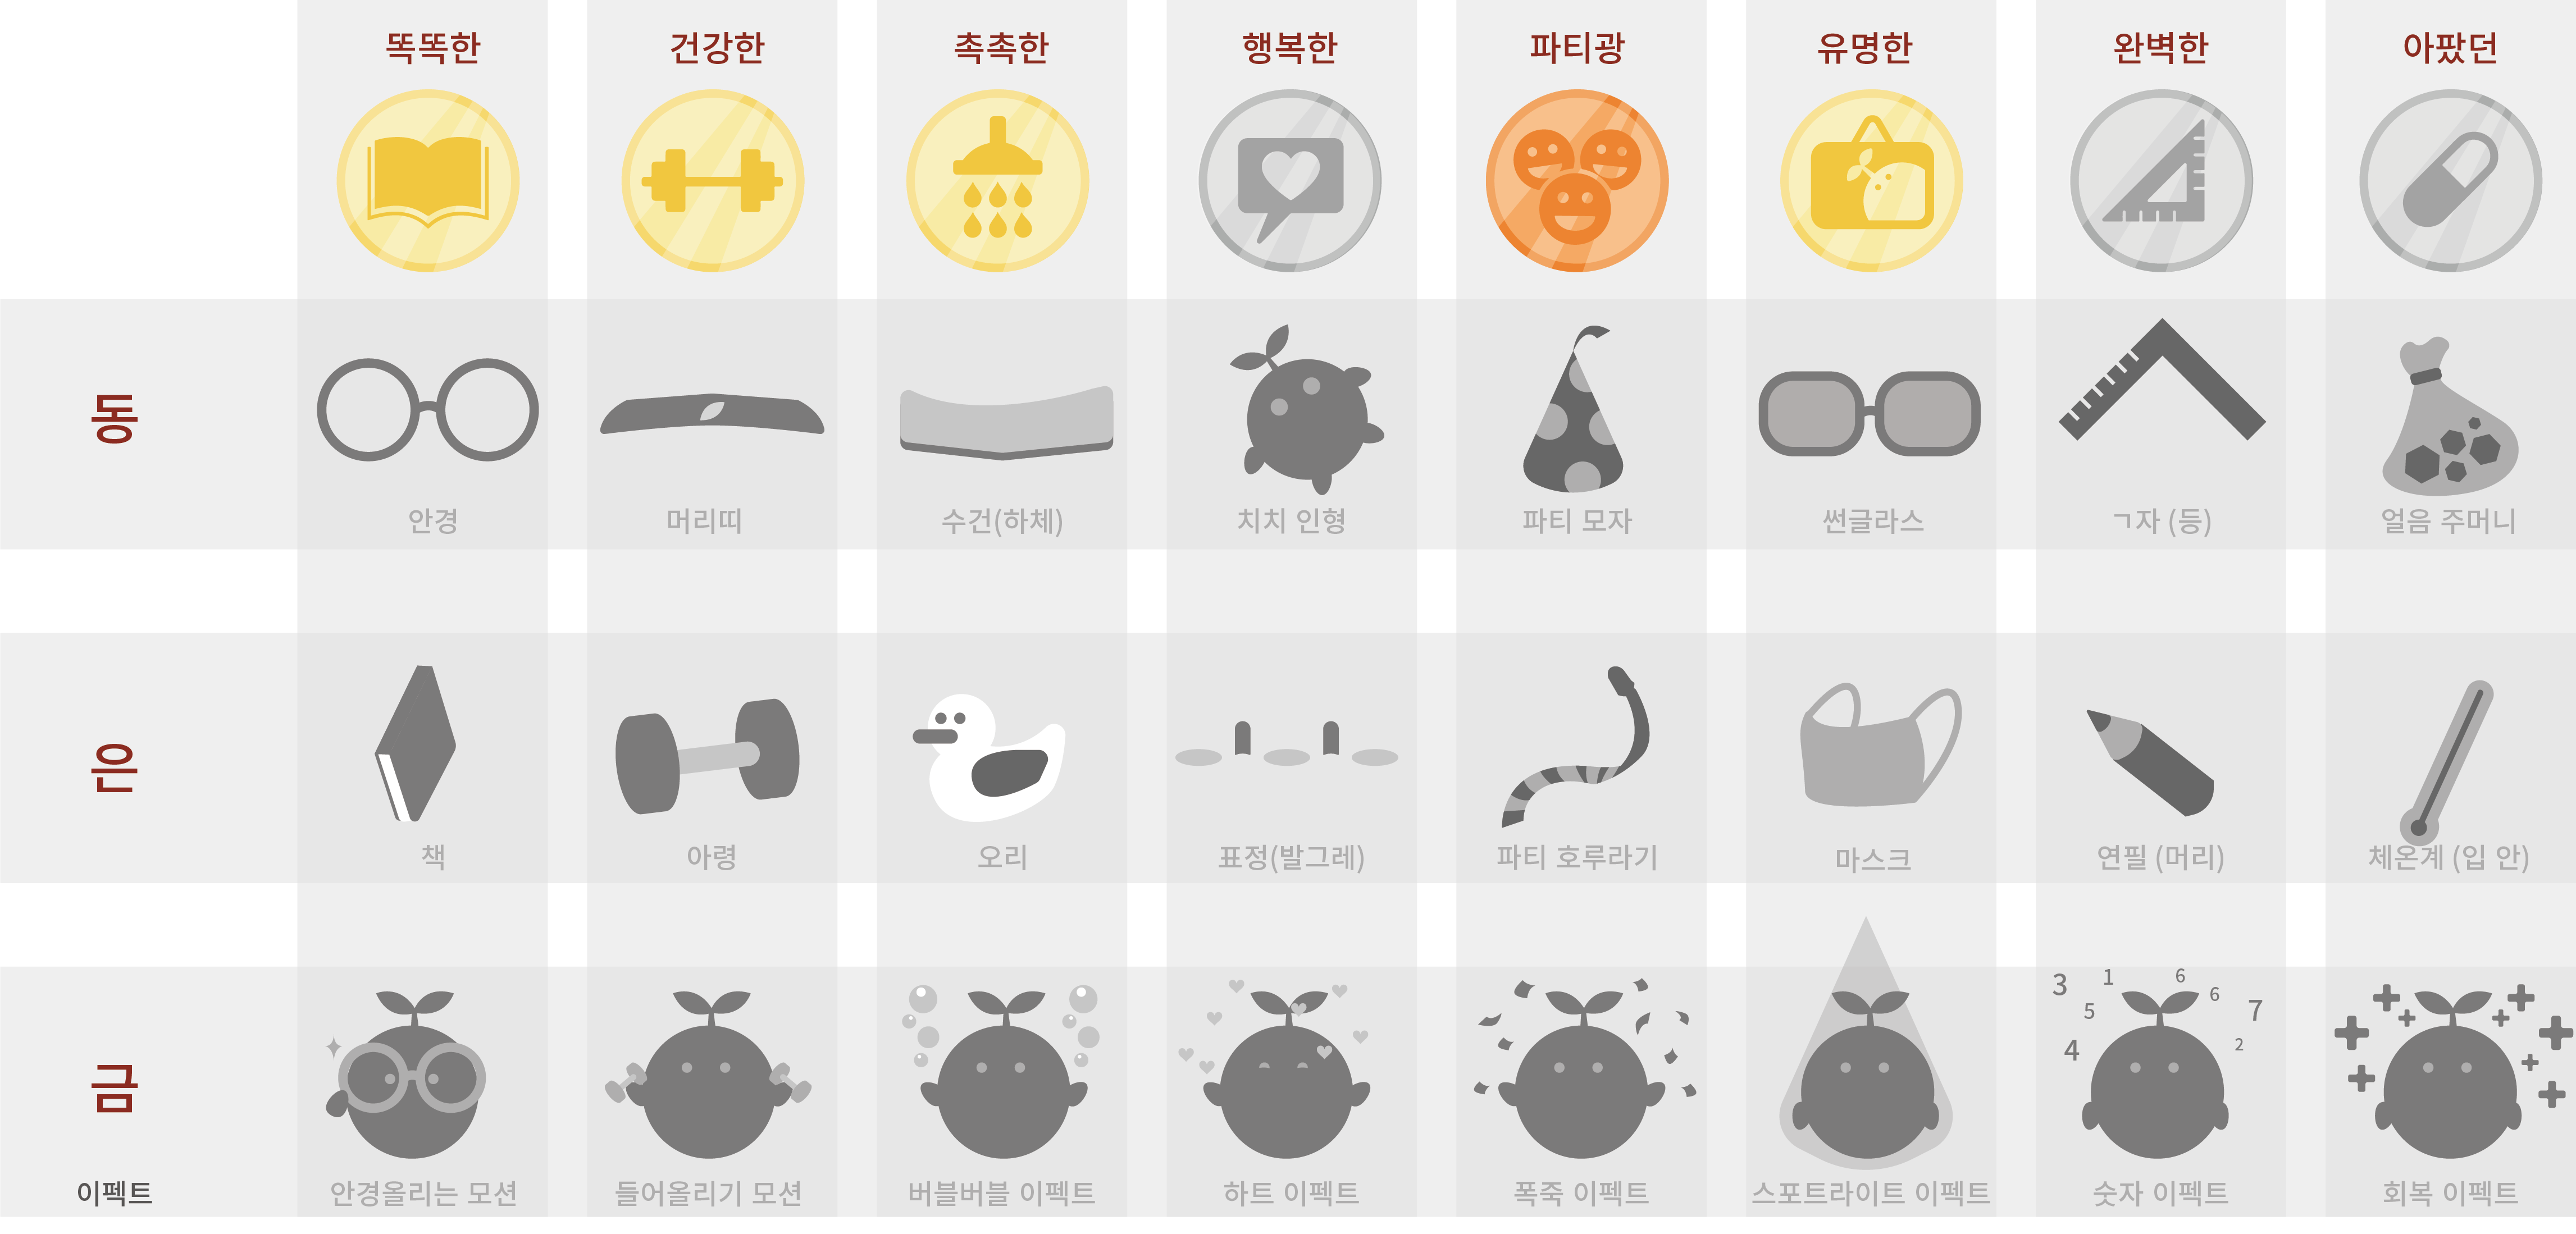 똑똑한 건강한 촉촉한 행복한 파티광 유명한 완벽한 아팠던
동
안경 머리띠 수건(하체) 치치 인형 파티 모자 썬글라스 ㄱ자 (등) 얼음 주머니
은
책 아령 오리 표정(발그레) 파티 호루라기 마스크 연필 (머리) 체온계 (입 안)
3 1 6 6 5 7 4 2
금
이펙트 안경올리는 모션 들어올리기 모션 버블버블 이펙트 하트 이펙트 폭죽 이펙트 스포트라이트 이펙트 숫자 이펙트 회복 이펙트